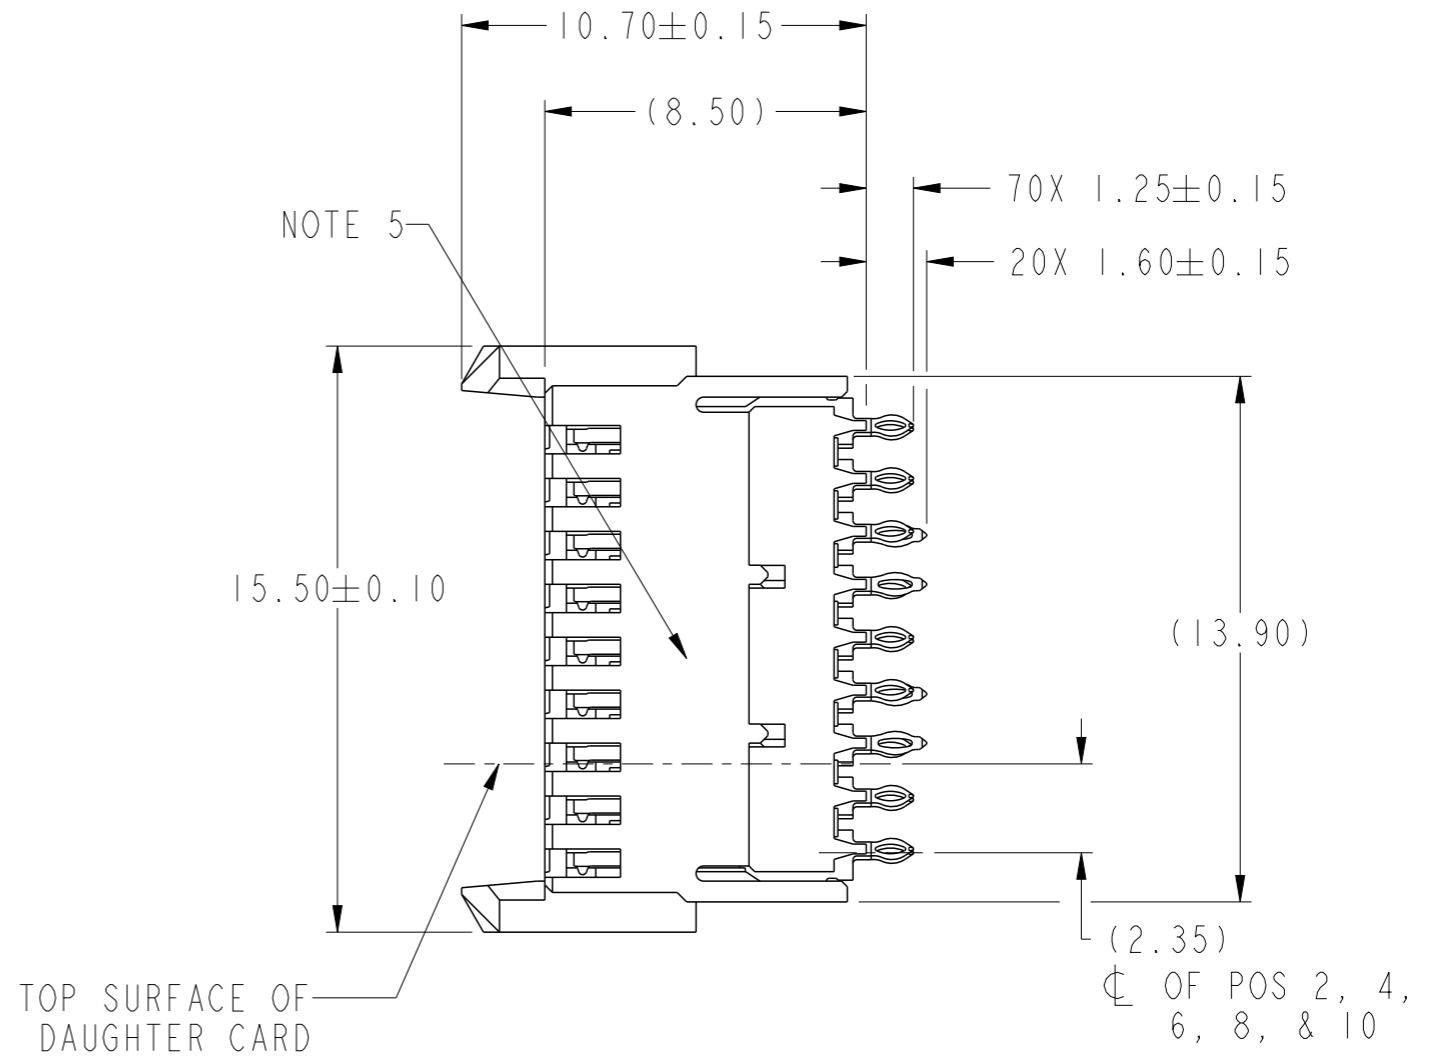 10.70±0.15
(8.50)
70X 1.25±0.15
NOTE 5
20X 1.60±0.15
15.50±0.10
(13.90)
(2.35)
℄ OF POS 2, 4,
6, 8, & 10
TOP SURFACE OF
DAUGHTER CARD